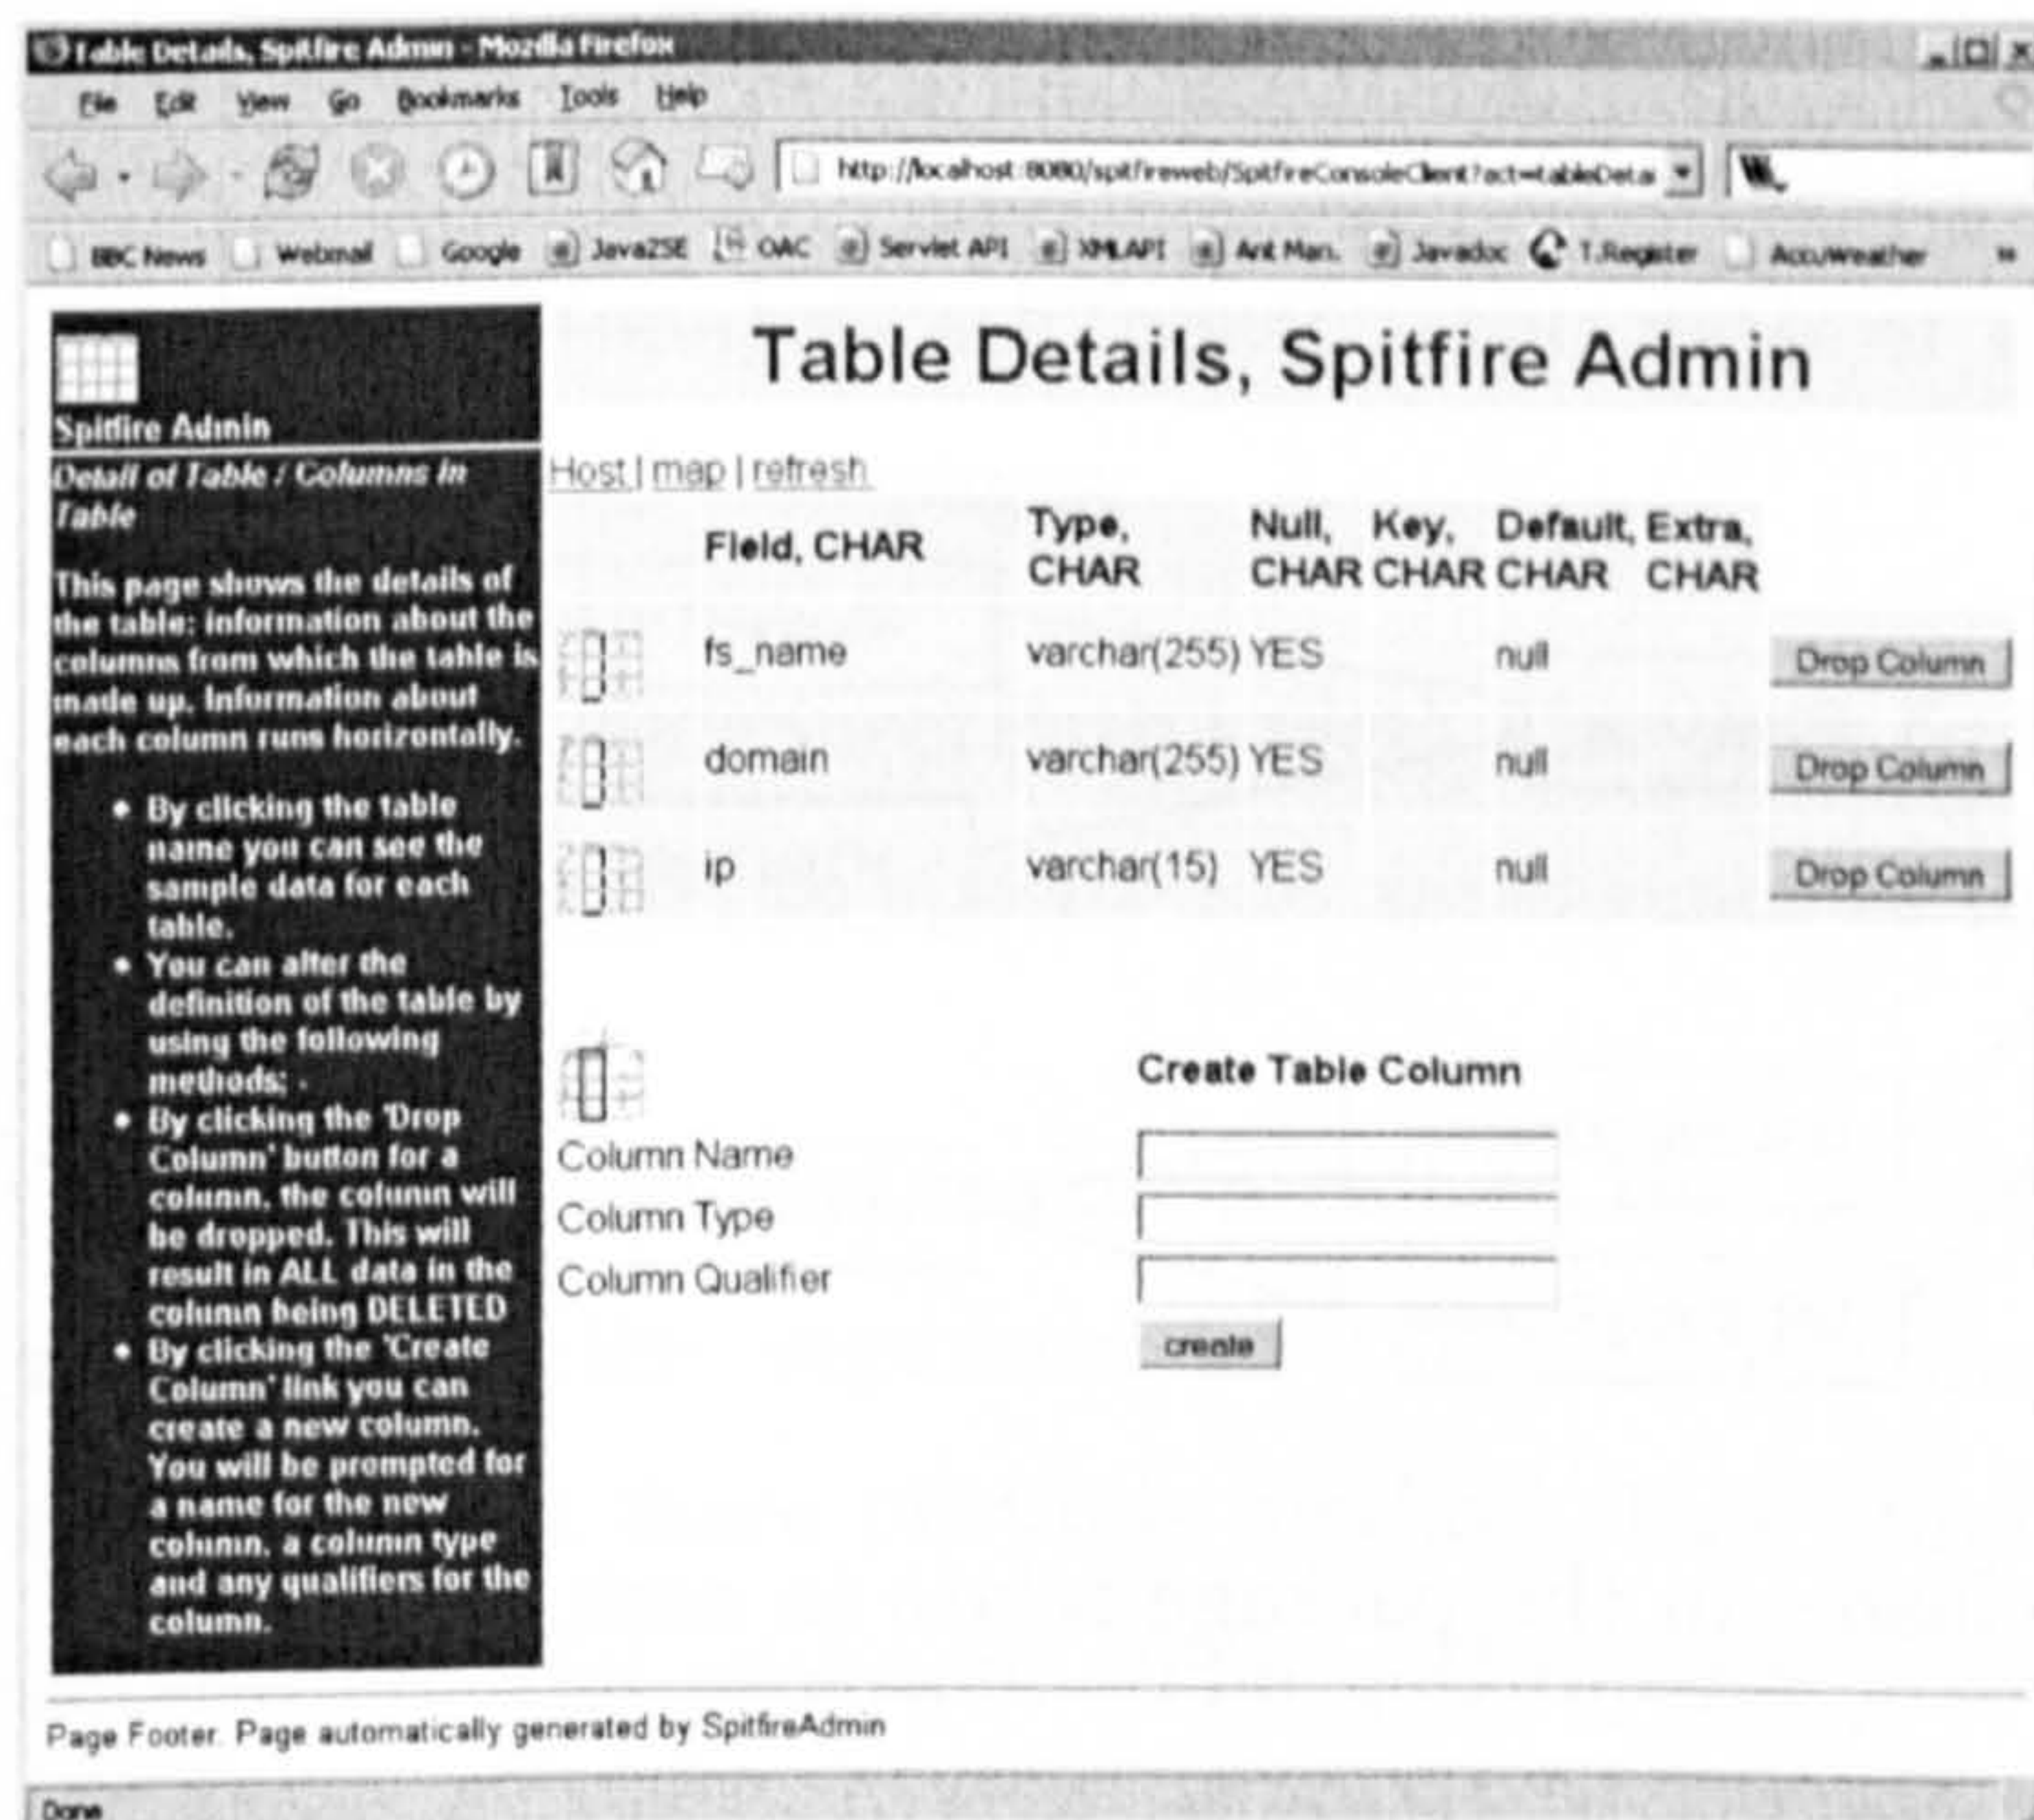 Table Details, Spitfire Admin - Mozilla Firefox
File Edit View Go Bookmarks Tools Help
http://localhost:8080/spitfireweb/SpitfireConsoleClient?act=tableDetai
BBC News Webmail Google Java2SE OAC Servlet API XMLAPI Ant Man. Javadoc T.Register AccuWeather »
Spitfire Admin
Detail of Table / Columns in
Table
This page shows the details of
the table: information about the
columns from which the table is
made up. Information about
each column runs horizontally.
• By clicking the table
name you can see the
sample data for each
table.
• You can alter the
definition of the table by
using the following
methods: -
• By clicking the 'Drop
Column' button for a
column, the column will
be dropped. This will
result in ALL data in the
column being DELETED
• By clicking the 'Create
Column' link you can
create a new column.
You will be prompted for
a name for the new
column, a column type
and any qualifiers for the
column.
Table Details, Spitfire Admin
Host | map | refresh
Field, CHAR Type, CHAR Null, CHAR Key, CHAR Default, CHAR Extra, CHAR
fs_name varchar(255) YES null Drop Column
domain varchar(255) YES null Drop Column
ip varchar(15) YES null Drop Column
Create Table Column
Column Name
Column Type
Column Qualifier
create
Page Footer. Page automatically generated by SpitfireAdmin
Done